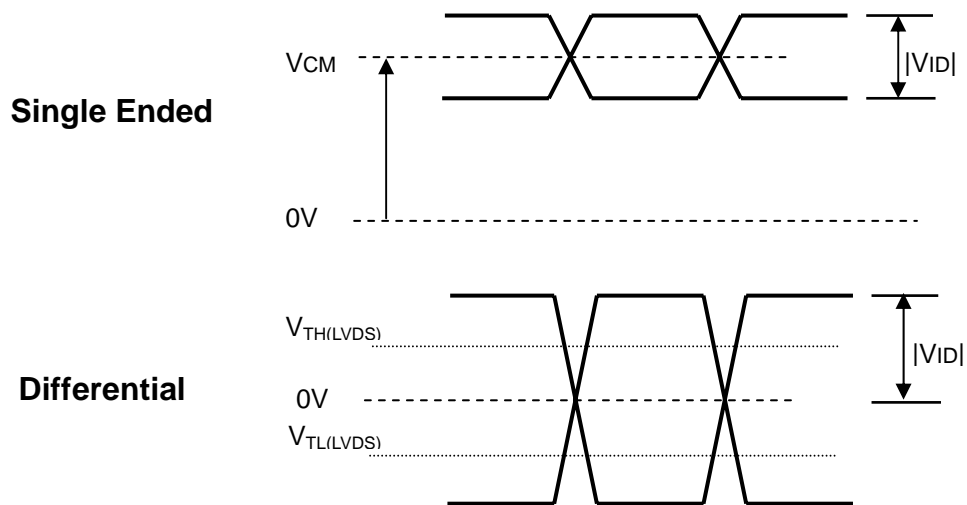 VCM
|VID|
Single Ended
0V
VTH(LVDS)
|VID|
Differential
0V
VTL(LVDS)